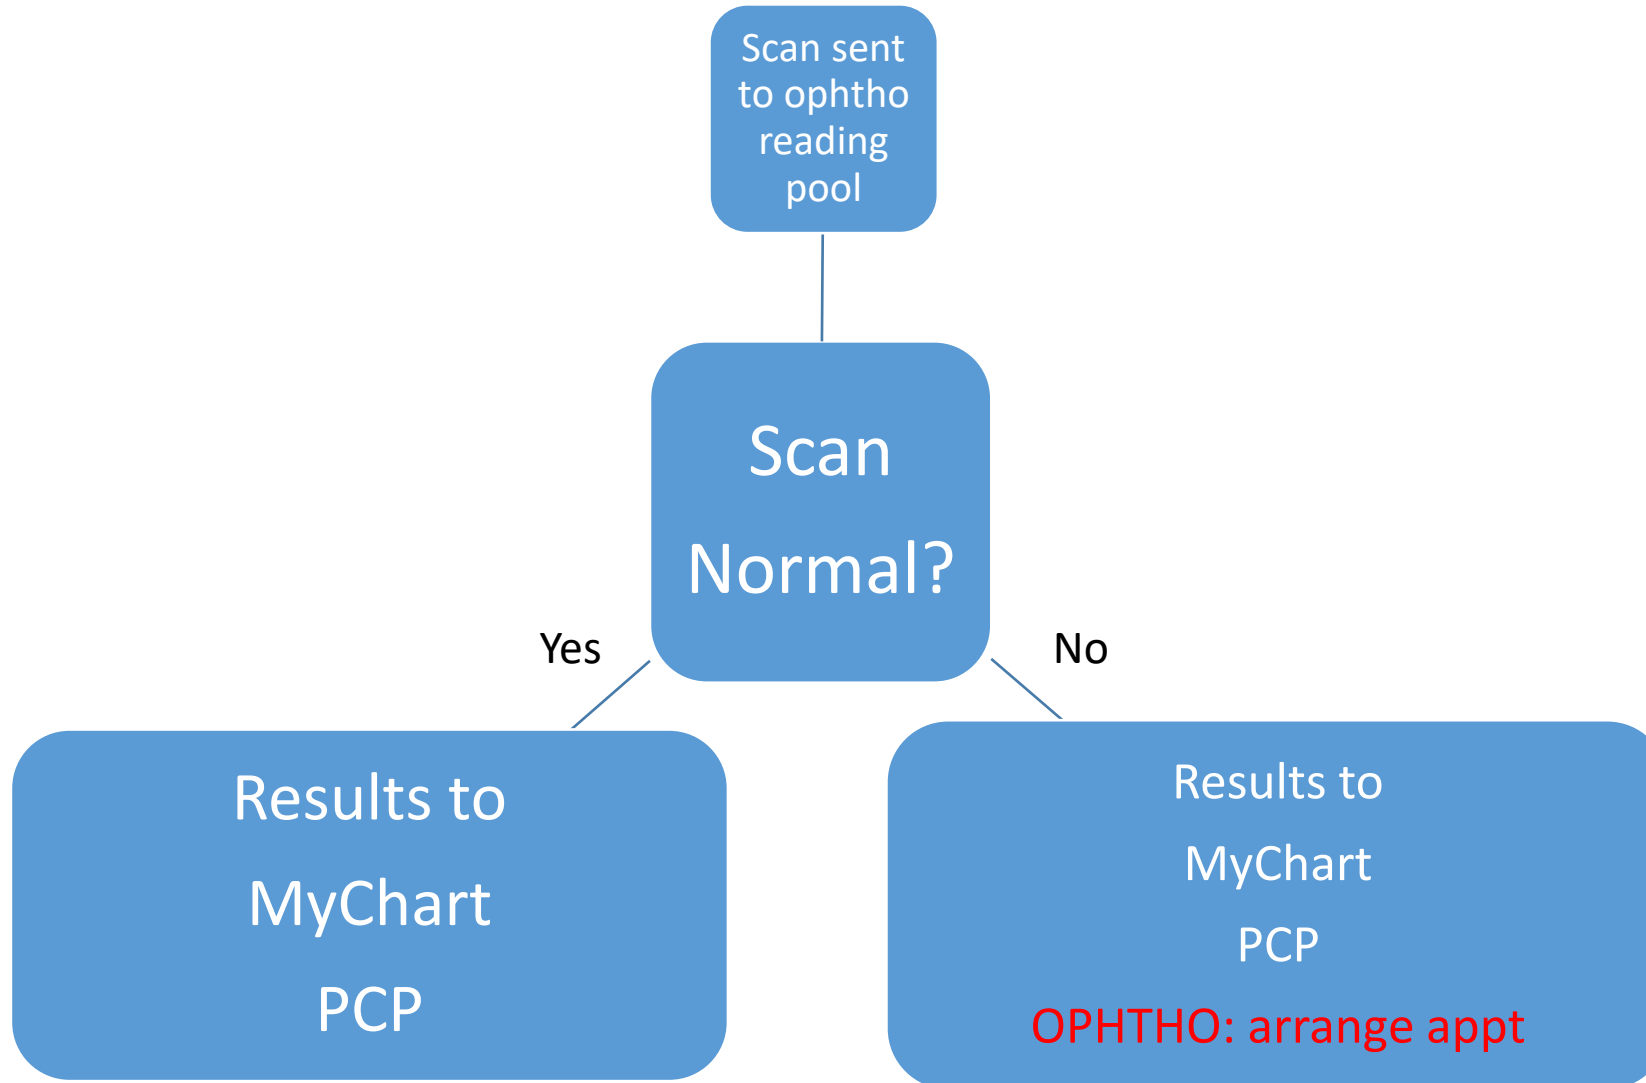 Scan sent
to ophtho
reading
pool
Scan
Normal?
Yes
No
Results to
MyChart
PCP
Results to
MyChart
PCP
OPHTHO: arrange appt